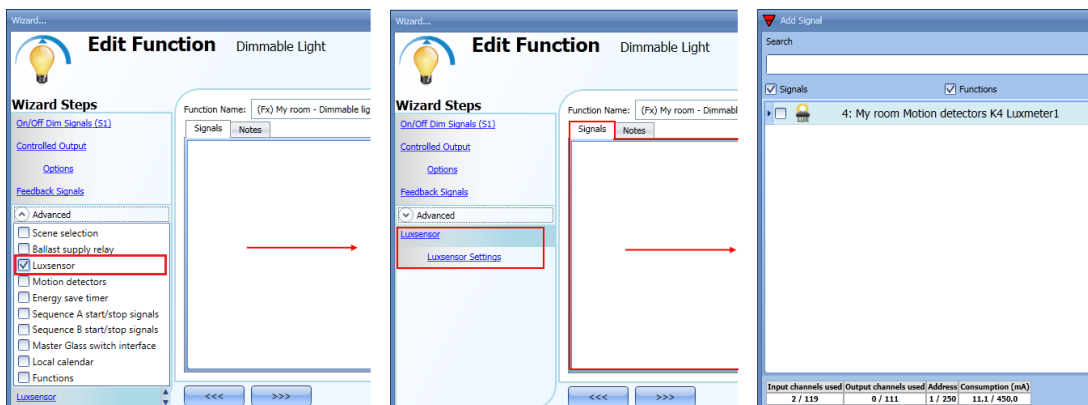 Wizard...
Edit Function Dimmable Light
Wizard Steps
On/Off Dim Signals (S1)
Controlled Output
Options
Feedback Signals
Advanced
Scene selection
Ballast supply relay
Luxsensor
Motion detectors
Energy save timer
Sequence A start/stop signals
Sequence B start/stop signals
Master Glass switch interface
Local calendar
Functions
Luxsensor
Function Name: (Fx) My room - Dimmable lig
Signals Notes
<<< >>>
Wizard...
Edit Function Dimmable Light
Wizard Steps
On/Off Dim Signals (S1)
Controlled Output
Options
Feedback Signals
Advanced
Luxsensor
Luxsensor Settings
Function Name: (Fx) My room - Dimmabl
Signals Notes
<<< >>>
Add Signal
Search
Signals Functions
4: My room Motion detectors K4 Luxmeter1
Input channels used Output channels used Address Consumption (mA)
2 / 119 0 / 111 1 / 250 11,1 / 450,0